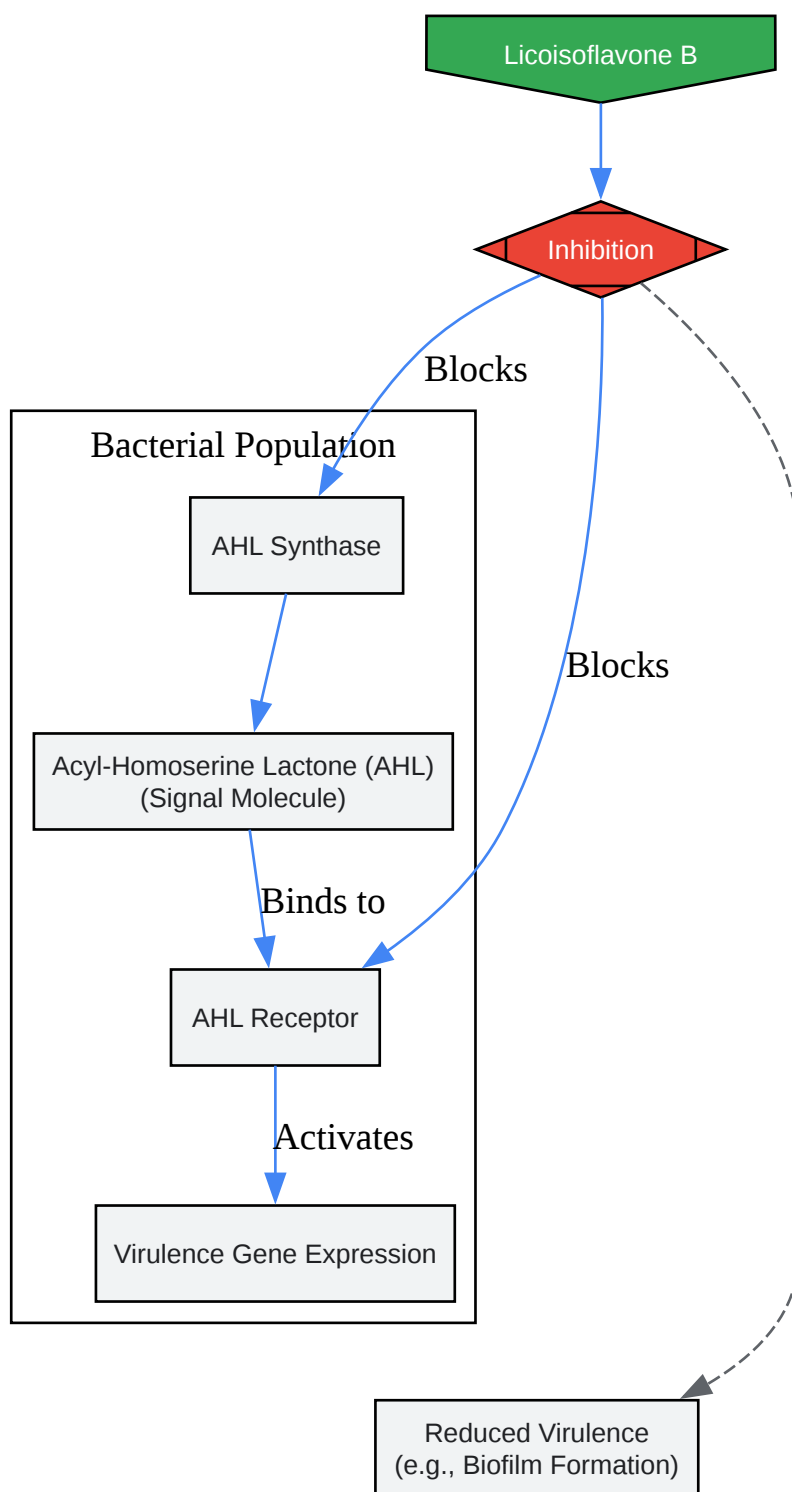 Licoisoflavone B
Inhibition
Blocks
Bacterial Population
AHL Synthase
Blocks
Acyl-Homoserine Lactone (AHL)
(Signal Molecule)
Binds to
AHL Receptor
Activates
Virulence Gene Expression
Reduced Virulence
(e.g., Biofilm Formation)